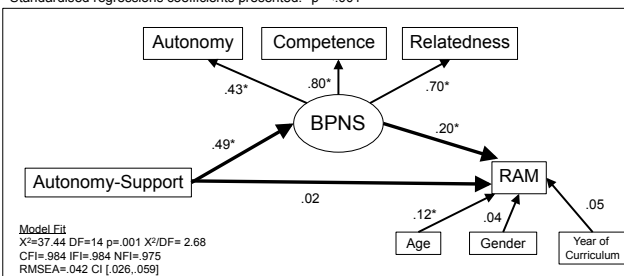 Standardised regressions coefficients presented. *p <.001
Autonomy Competence Relatedness
.43* .80* .70*
BPNS
.49* .20*
Autonomy-Support RAM
.02
.12* .04 .05
Age Gender Year of
Curriculum
Model Fit
X²=37.44 DF=14 p=.001 X²/DF= 2.68
CFI=.984 IFI=.984 NFI=.975
RMSEA=.042 CI [.026,.059]